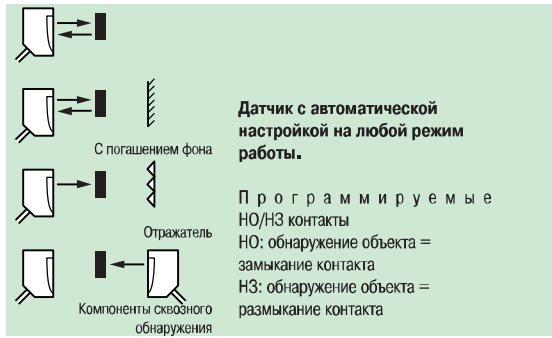 С погашением фона
Отражатель
Компоненты сквозного
обнаружения
Датчик с автоматической
настройкой на любой режим
работы.
Программируемые
НО/НЗ контакты
НО: обнаружение объекта =
замыкание контакта
НЗ: обнаружение объекта =
размыкание контакта